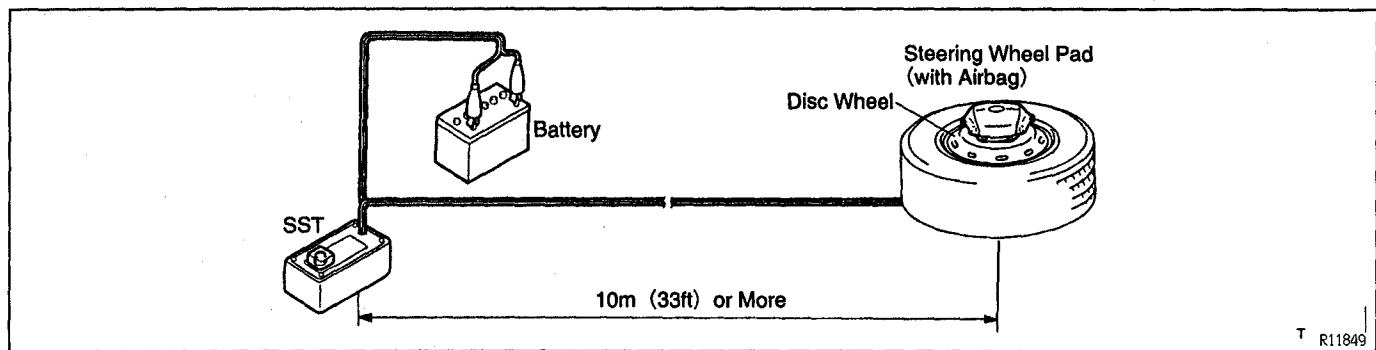 Steering Wheel Pad
(with Airbag)
Disc Wheel
Battery
SST
10m (33ft) or More
T R11849